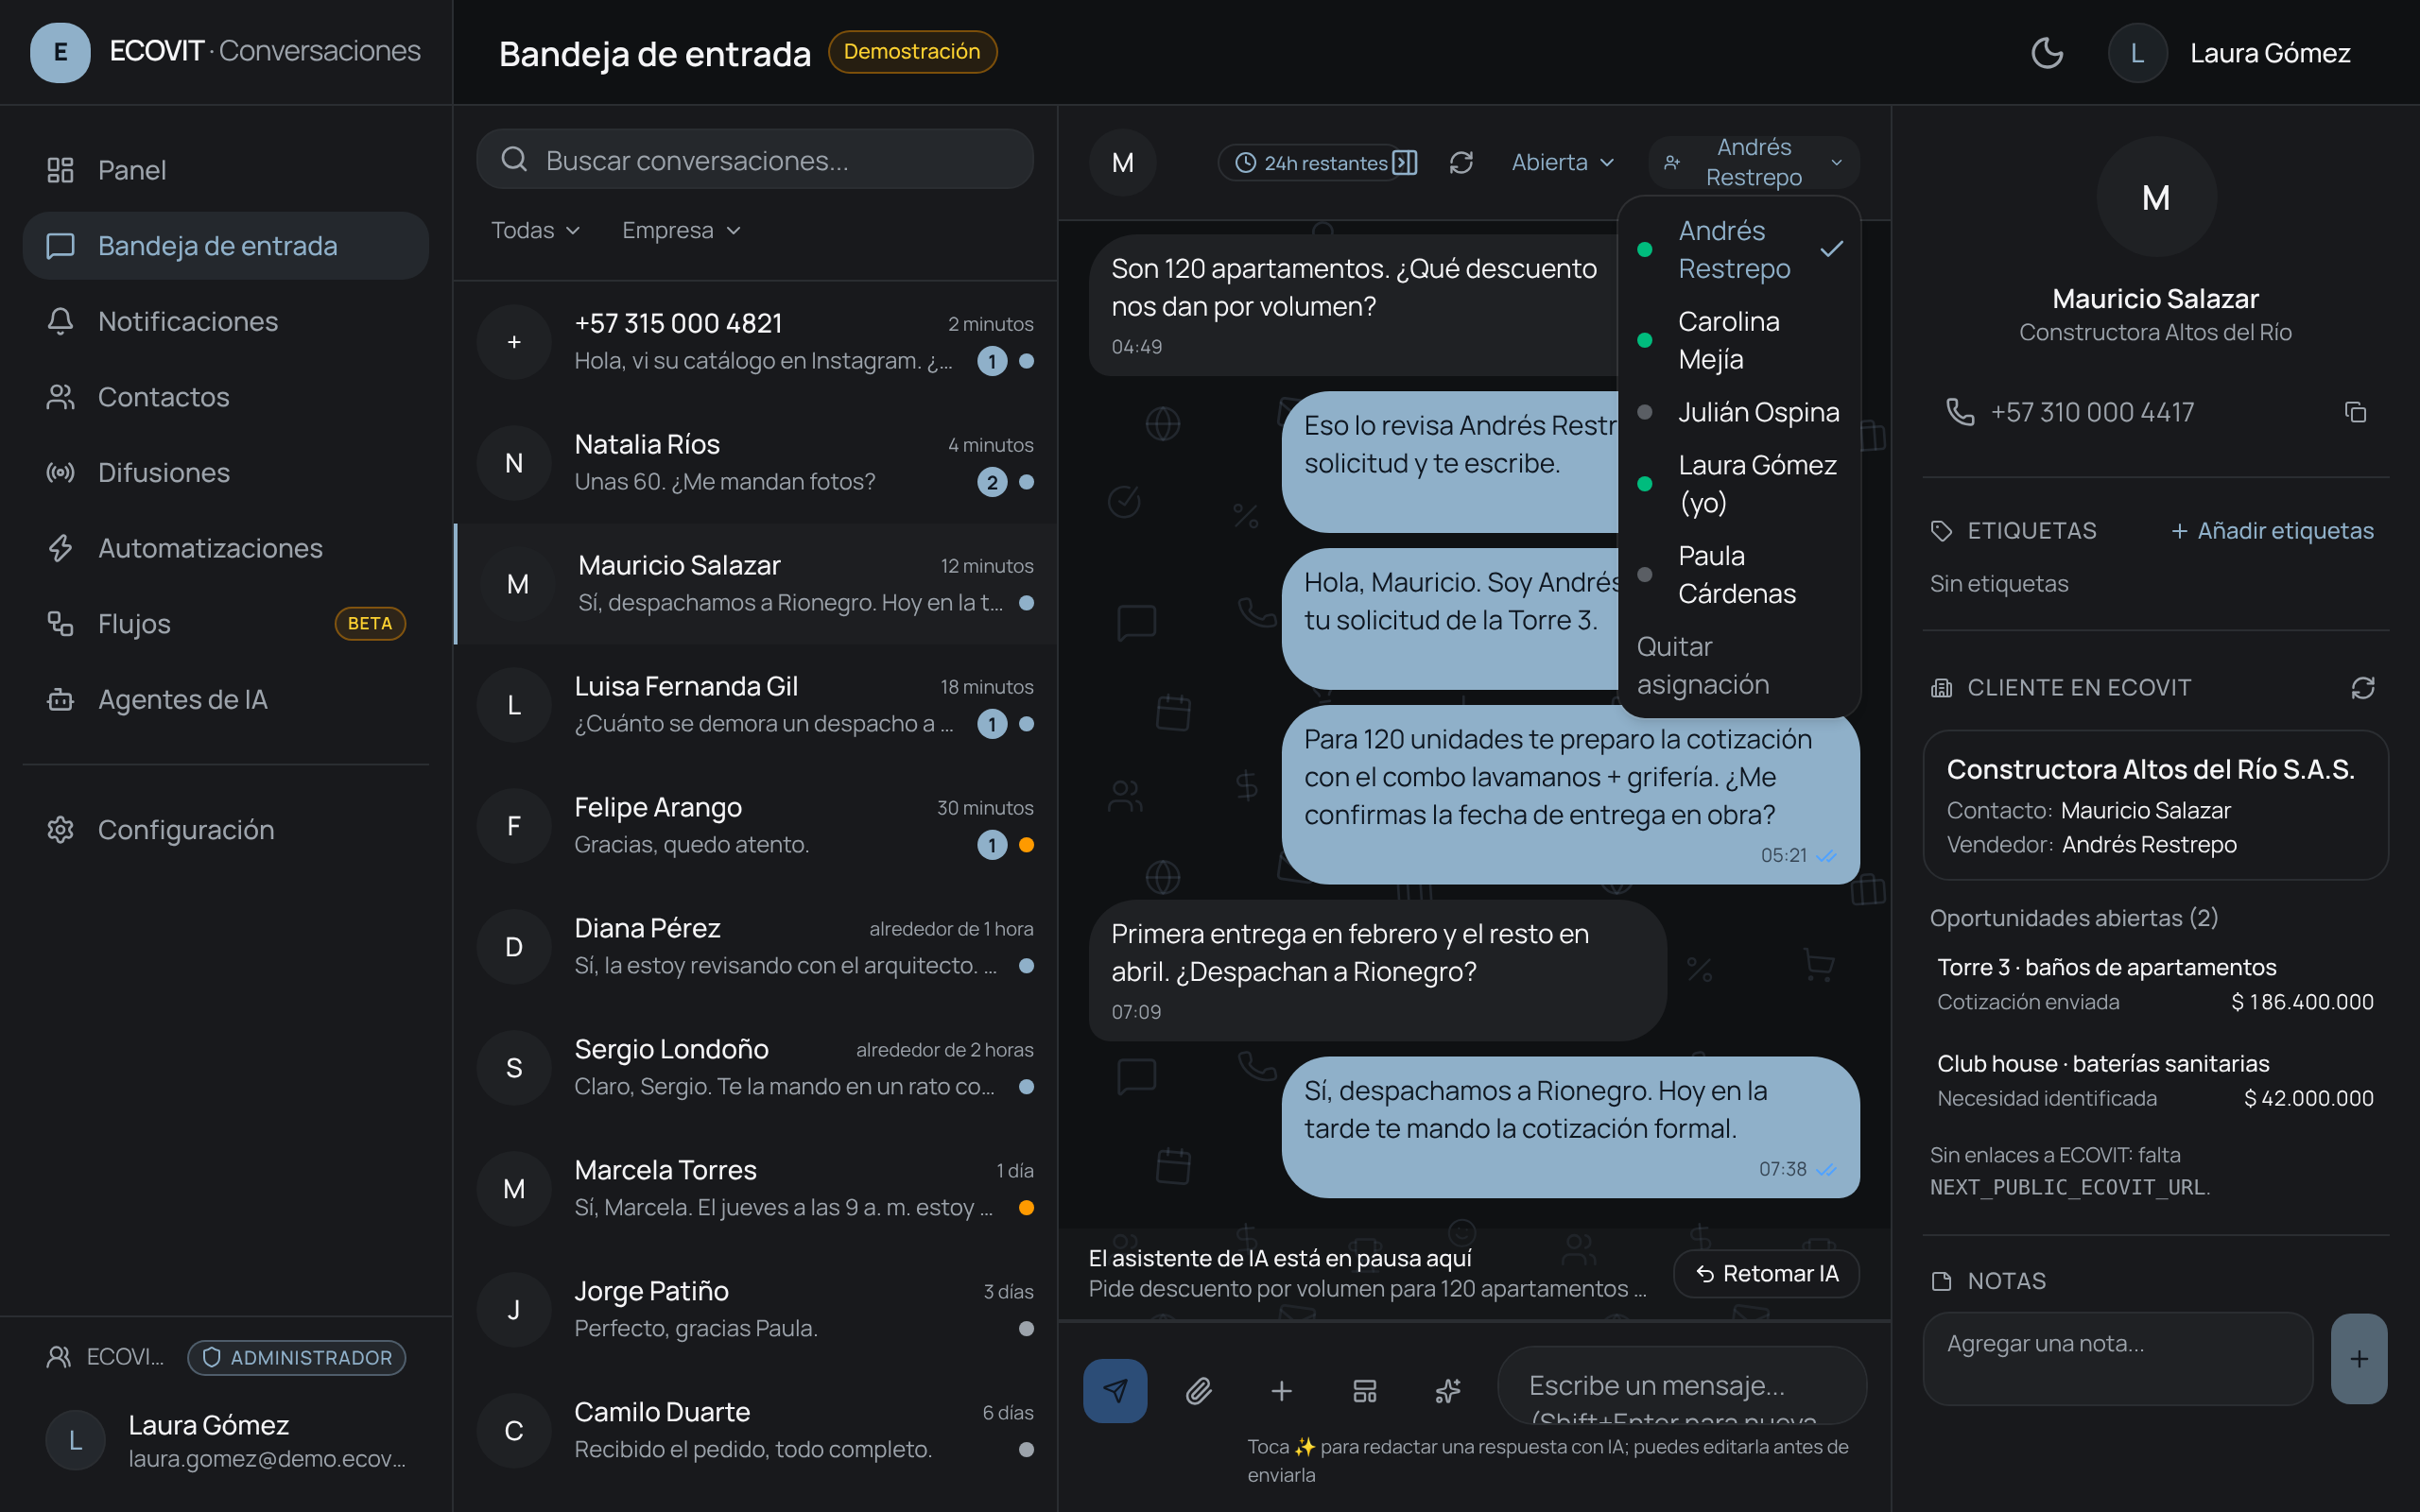 E
ECOVIT · Conversaciones
Bandeja de entrada
Demostración
L
Laura Gómez
Panel
Bandeja de entrada
Notificaciones
Contactos
Difusiones
Automatizaciones
Flujos
BETA
Agentes de IA
Configuración
ECOVI...
ADMINISTRADOR
L
Laura Gómez
laura.gomez@demo.ecov...
Buscar conversaciones...
Todas
Empresa
+
+57 315 000 4821
2 minutos
Hola, vi su catálogo en Instagram. ¿...
1
N
Natalia Ríos
4 minutos
Unas 60. ¿Me mandan fotos?
2
M
Mauricio Salazar
12 minutos
Sí, despachamos a Rionegro. Hoy en la t...
L
Luisa Fernanda Gil
18 minutos
¿Cuánto se demora un despacho a ...
1
F
Felipe Arango
30 minutos
Gracias, quedo atento.
1
D
Diana Pérez
alrededor de 1 hora
Sí, la estoy revisando con el arquitecto. ...
S
Sergio Londoño
alrededor de 2 horas
Claro, Sergio. Te la mando en un rato co...
M
Marcela Torres
1 día
Sí, Marcela. El jueves a las 9 a. m. estoy ...
J
Jorge Patiño
3 días
Perfecto, gracias Paula.
C
Camilo Duarte
6 días
Recibido el pedido, todo completo.
M
24h restantes
Abierta
Andrés
Restrepo
Andrés
Restrepo
Carolina
Mejía
Julián Ospina
Laura Gómez
(yo)
Paula
Cárdenas
Quitar
asignación
Son 120 apartamentos. ¿Qué descuento
nos dan por volumen?
04:49
Eso lo revisa Andrés Restr
solicitud y te escribe.
Hola, Mauricio. Soy Andrés
tu solicitud de la Torre 3.
Para 120 unidades te preparo la cotización
con el combo lavamanos + grifería. ¿Me
confirmas la fecha de entrega en obra?
05:21
Primera entrega en febrero y el resto en
abril. ¿Despachan a Rionegro?
07:09
Sí, despachamos a Rionegro. Hoy en la
tarde te mando la cotización formal.
07:38
El asistente de IA está en pausa aquí
Pide descuento por volumen para 120 apartamentos ...
Retomar IA
Escribe un mensaje...
(Shift+Enter para nueva
Toca ✨ para redactar una respuesta con IA; puedes editarla antes de
enviarla
M
Mauricio Salazar
Constructora Altos del Río
+57 310 000 4417
ETIQUETAS
+ Añadir etiquetas
Sin etiquetas
CLIENTE EN ECOVIT
Constructora Altos del Río S.A.S.
Contacto: Mauricio Salazar
Vendedor: Andrés Restrepo
Oportunidades abiertas (2)
Torre 3 · baños de apartamentos
Cotización enviada
$ 186.400.000
Club house · baterías sanitarias
Necesidad identificada
$ 42.000.000
Sin enlaces a ECOVIT: falta
NEXT_PUBLIC_ECOVIT_URL.
NOTAS
Agregar una nota...
+